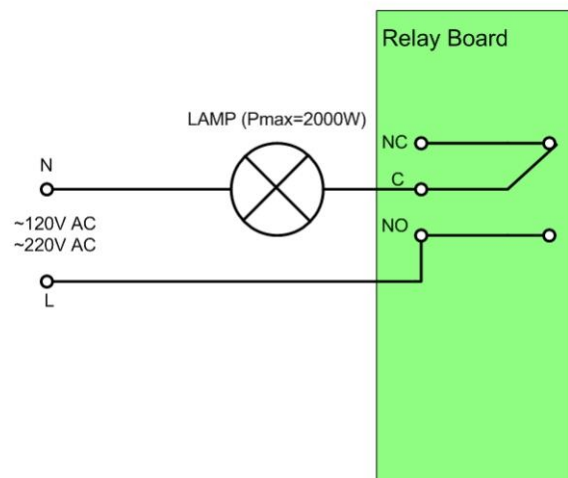 Relay Board
LAMP (Pmax=2000W)
NC
N
C
~120V AC
~220V AC
NO
L